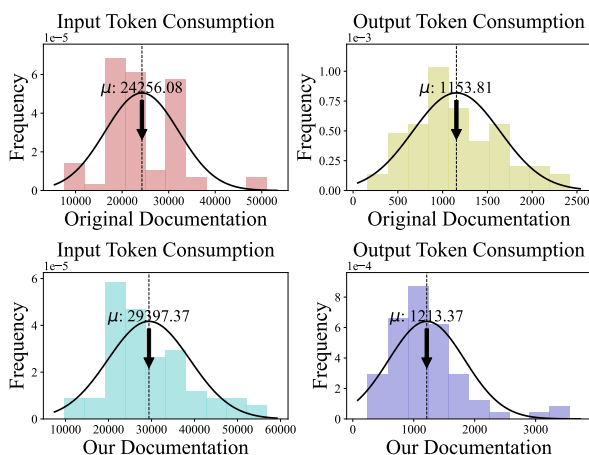 Input Token Consumption
1e−5
μ: 24256.08
Frequency
6
4
2
0
10000 20000 30000 40000 50000
Original Documentation
Output Token Consumption
1e−3
μ: 1153.81
Frequency
1.00
0.75
0.50
0.25
0.00
0 500 1000 1500 2000 2500
Original Documentation
Input Token Consumption
1e−5
μ: 29397.37
Frequency
6
4
2
0
10000 20000 30000 40000 50000 60000
Our Documentation
Output Token Consumption
1e−4
μ: 1213.37
Frequency
8
6
4
2
0
0 1000 2000 3000
Our Documentation